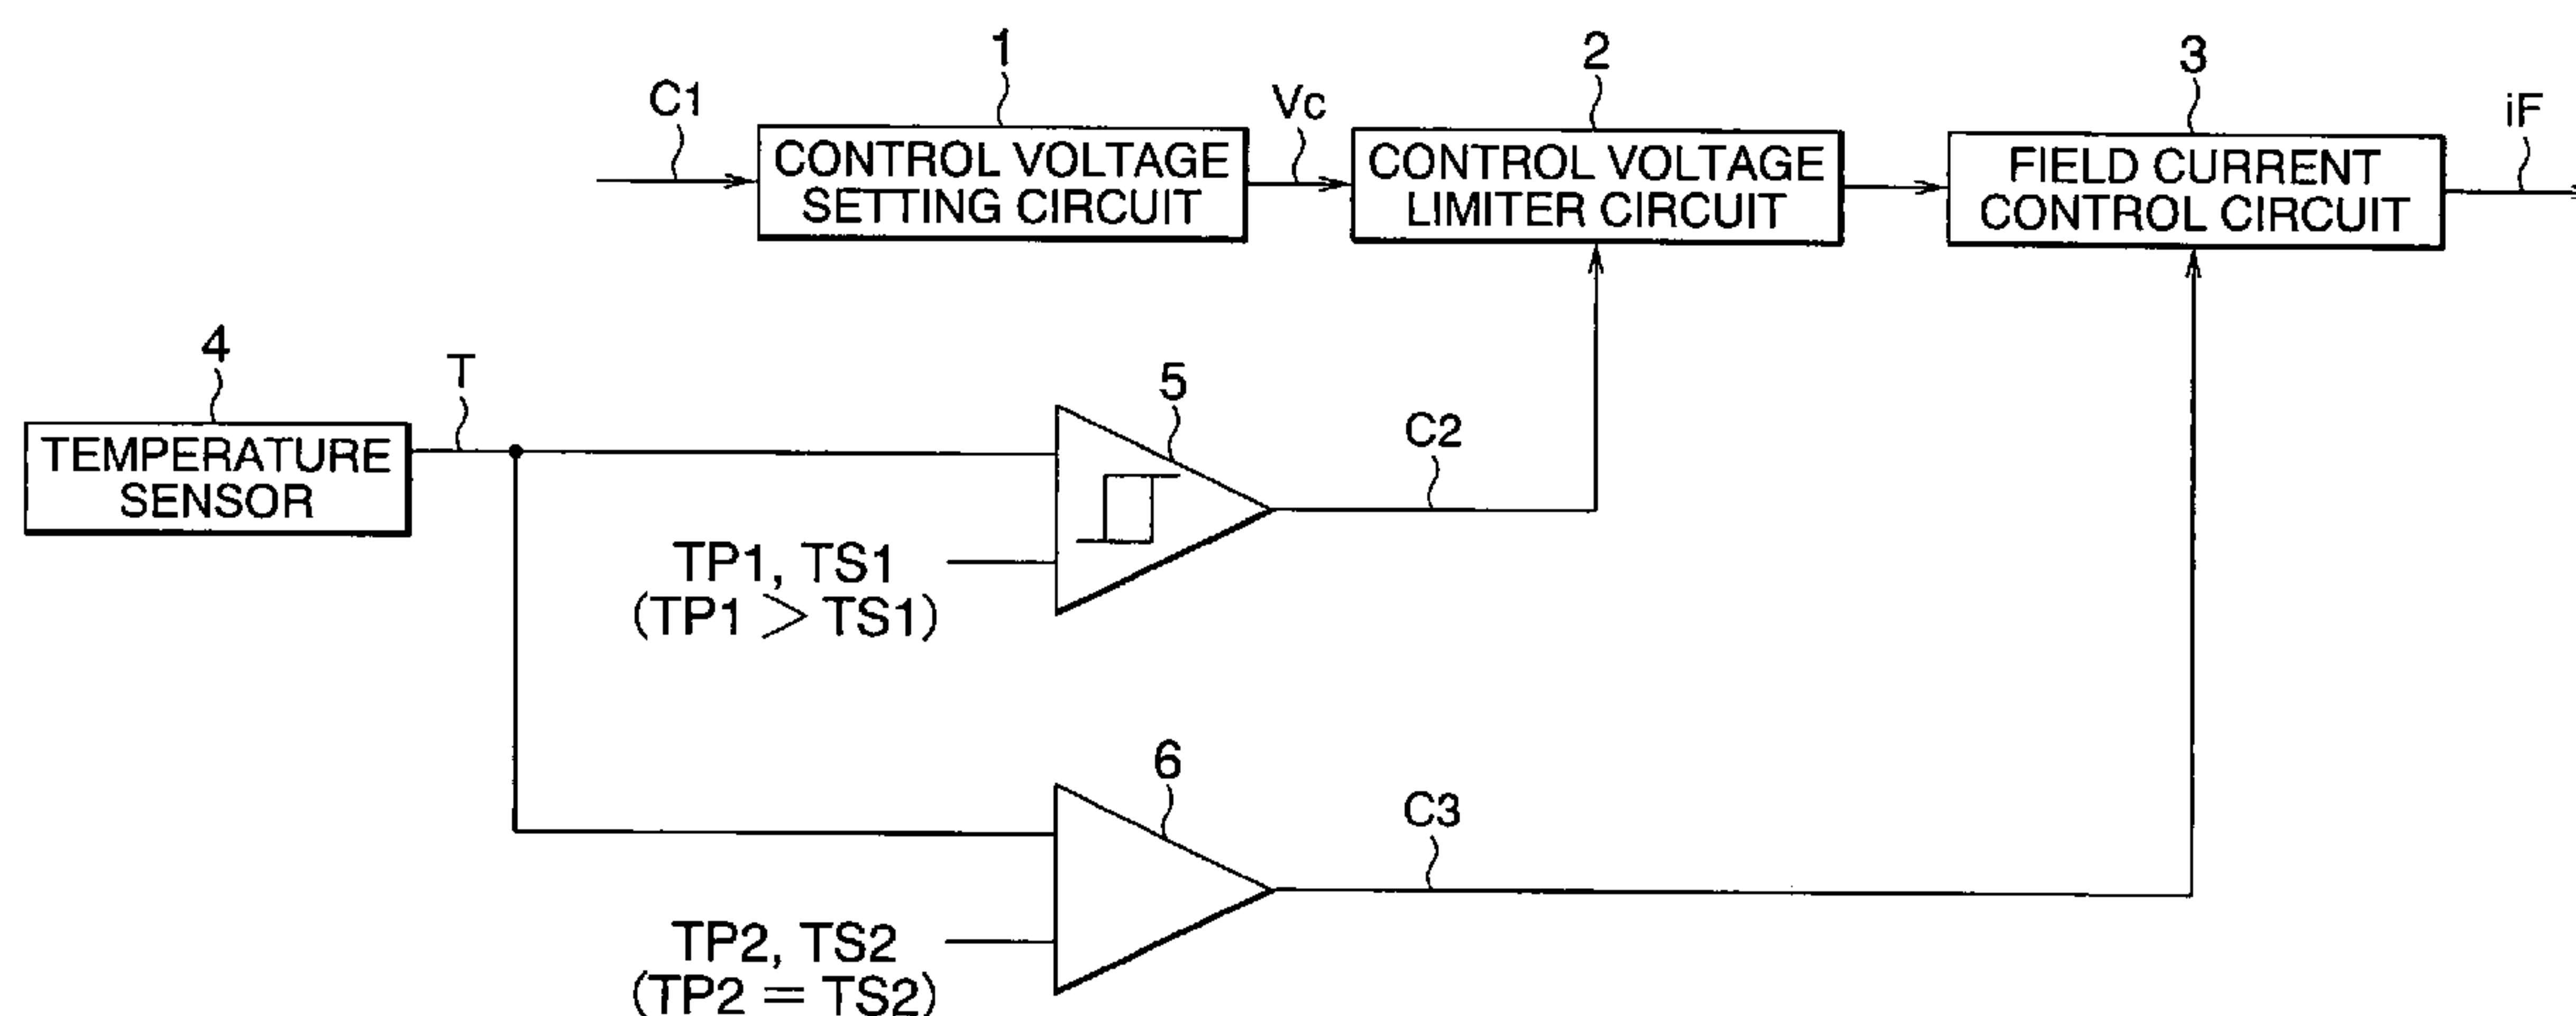 1
2
3
C1
Vc
iF
CONTROL VOLTAGE
SETTING CIRCUIT
CONTROL VOLTAGE
LIMITER CIRCUIT
FIELD CURRENT
CONTROL CIRCUIT
4
T
5
C2
TEMPERATURE
SENSOR
TP1, TS1
(TP1 > TS1)
6
C3
TP2, TS2
(TP2 = TS2)